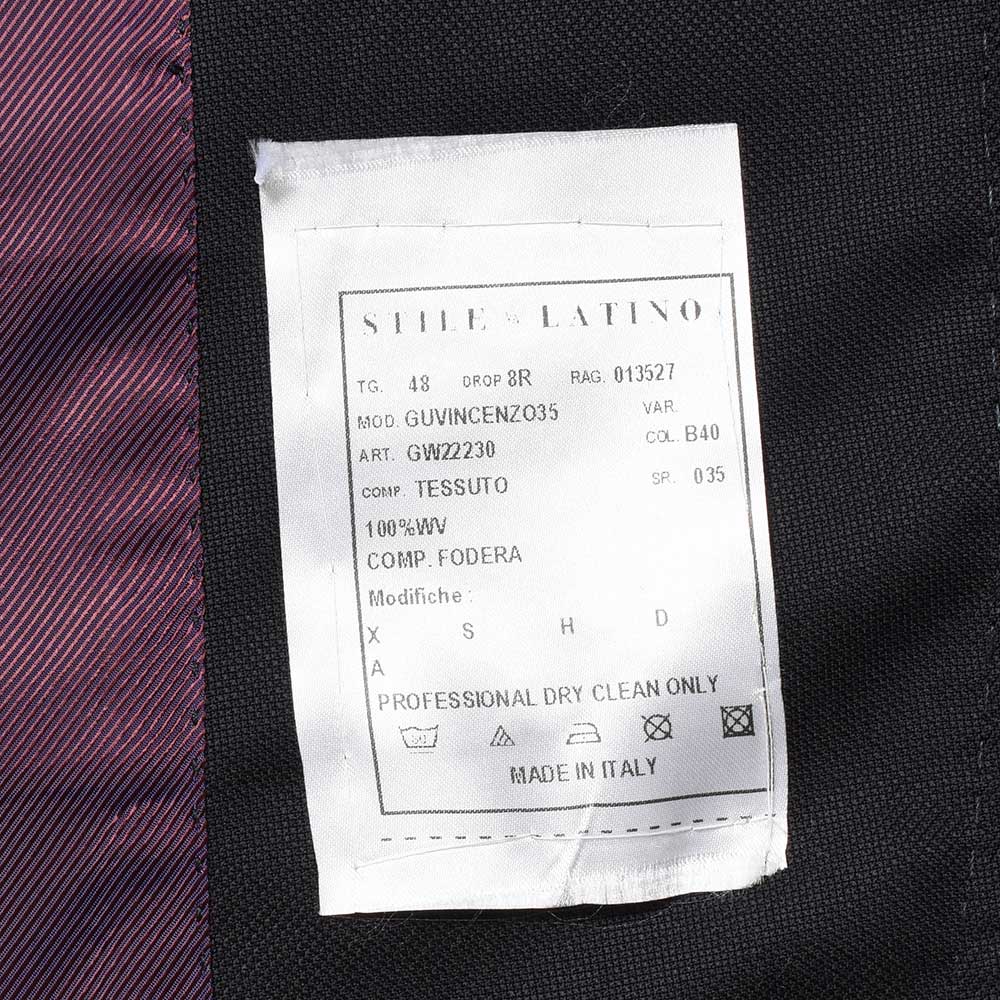 STILE LATINO
TG. 48 DROP 8R RAG. 013527
MOD. GUVINCENZO35 VAR.
ART. GW22230 COL. B40
COMP. TESSUTO SR. 035
100%WV
COMP. FODERA
Modifiche :
X S H D
A
PROFESSIONAL DRY CLEAN ONLY
MADE IN ITALY